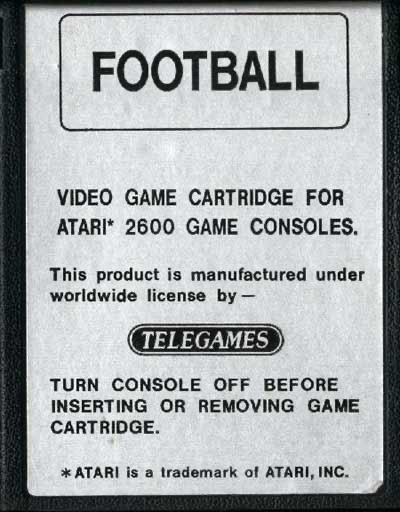 FOOTBALL
VIDEO GAME CARTRIDGE FOR
ATARI* 2600 GAME CONSOLES.
This product is manufactured under
worldwide license by —
TELEGAMES
TURN CONSOLE OFF BEFORE
INSERTING OR REMOVING GAME
CARTRIDGE.
*ATARI is a trademark of ATARI, INC.